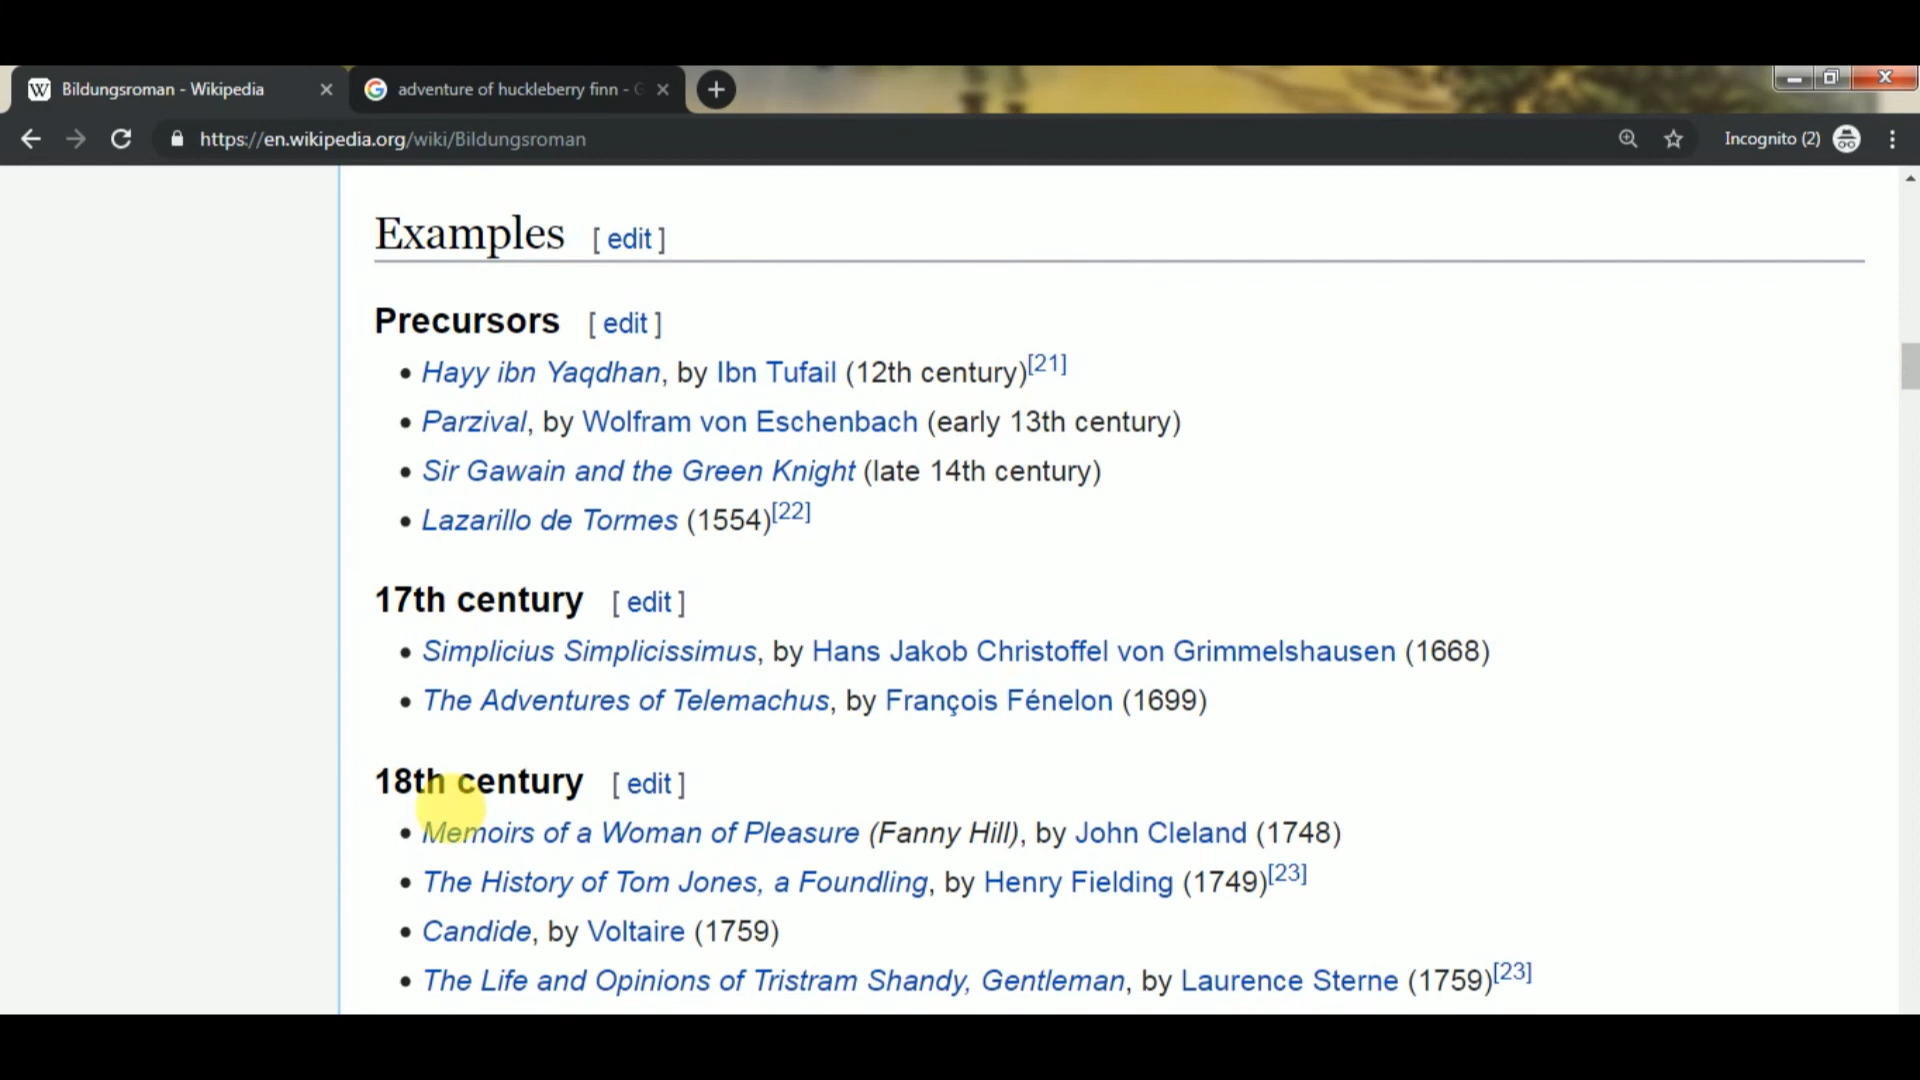 Bildungsroman - Wikipedia
adventure of huckleberry finn - G
https://en.wikipedia.org/wiki/Bildungsroman
Incognito (2)
Examples [ edit ]
Precursors [ edit ]
• Hayy ibn Yaqdhan, by Ibn Tufail (12th century)[21]
• Parzival, by Wolfram von Eschenbach (early 13th century)
• Sir Gawain and the Green Knight (late 14th century)
• Lazarillo de Tormes (1554)[22]
17th century [ edit ]
• Simplicius Simplicissimus, by Hans Jakob Christoffel von Grimmelshausen (1668)
• The Adventures of Telemachus, by François Fénelon (1699)
18th century [ edit ]
• Memoirs of a Woman of Pleasure (Fanny Hill), by John Cleland (1748)
• The History of Tom Jones, a Foundling, by Henry Fielding (1749)[23]
• Candide, by Voltaire (1759)
• The Life and Opinions of Tristram Shandy, Gentleman, by Laurence Sterne (1759)[23]